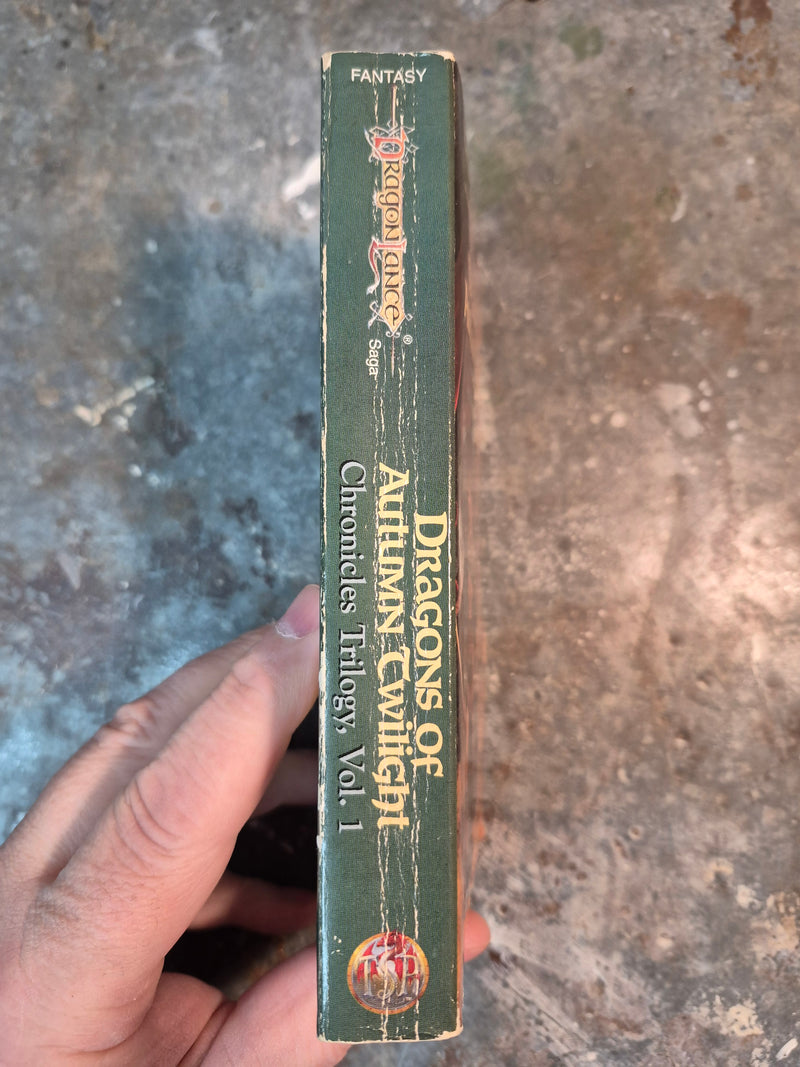 FANTASY
DRAGONLANCE®
Saga
DRAGONS OF
AUTUMN TWILIGHT
Chronicles Trilogy, Vol. 1
TSR